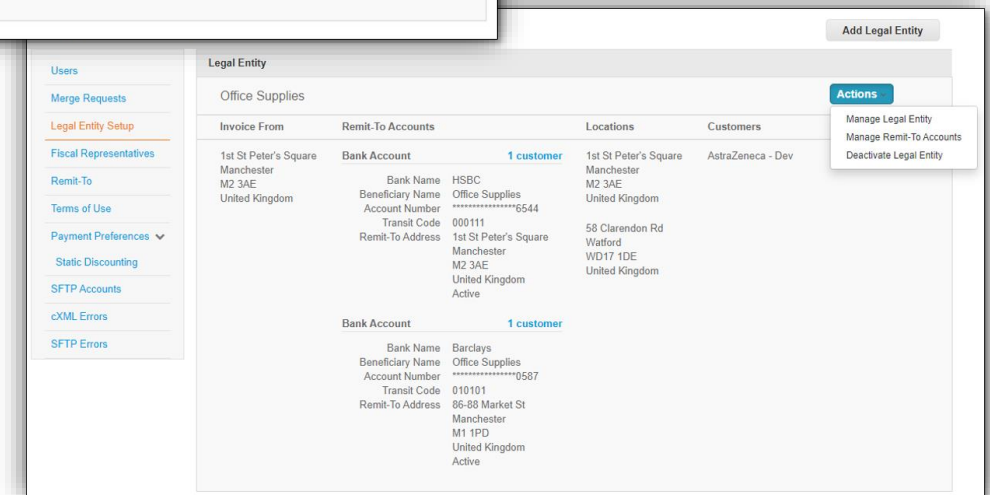 Add Legal Entity
Users
Merge Requests
Legal Entity Setup
Fiscal Representatives
Remit-To
Terms of Use
Payment Preferences
Static Discounting
SFTP Accounts
cXML Errors
SFTP Errors
Legal Entity
Office Supplies
Actions
Manage Legal Entity
Manage Remit-To Accounts
Deactivate Legal Entity
Invoice From Remit-To Accounts Locations Customers
1st St Peter's Square
Manchester
M2 3AE
United Kingdom
Bank Account 1 customer
Bank Name HSBC
Beneficiary Name Office Supplies
Account Number ****************6544
Transit Code 000111
Remit-To Address 1st St Peter's Square
Manchester
M2 3AE
United Kingdom
Active
Bank Account 1 customer
Bank Name Barclays
Beneficiary Name Office Supplies
Account Number ****************0587
Transit Code 010101
Remit-To Address 86-88 Market St
Manchester
M1 1PD
United Kingdom
Active
1st St Peter's Square
Manchester
M2 3AE
United Kingdom
58 Clarendon Rd
Watford
WD17 1DE
United Kingdom
AstraZeneca - Dev